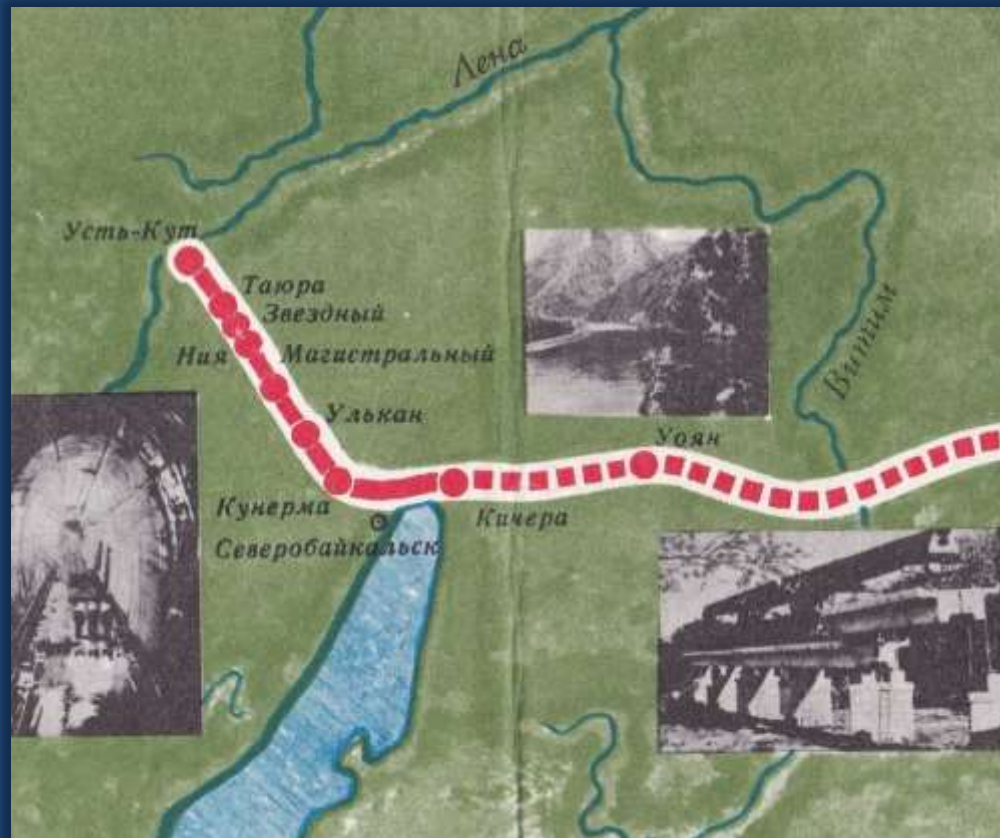 Лена
Усть-Кут
Таюра
Звездный
Ния Магистральный
Витим
Улькан
Уоян
Кунерма
Кичера
Северобайкальск